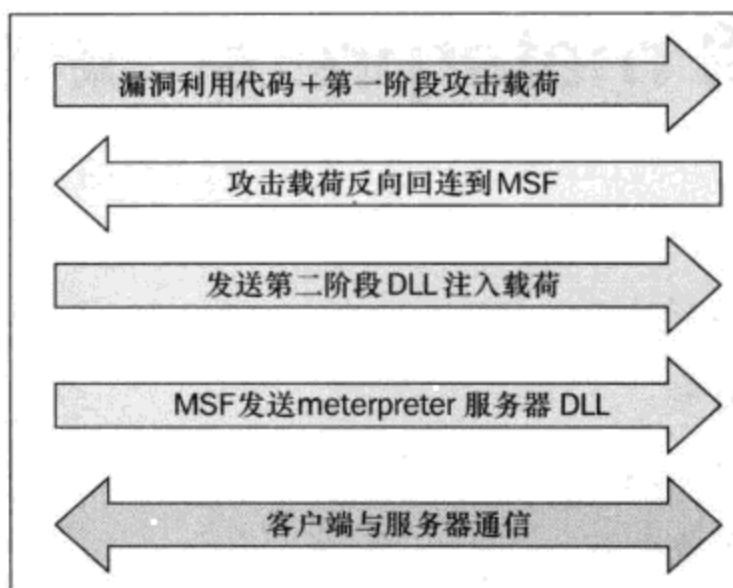 漏洞利用代码+第一阶段攻击载荷
攻击载荷反向回连到MSF
发送第二阶段DLL注入载荷
MSF发送meterpreter 服务器 DLL
客户端与服务器通信